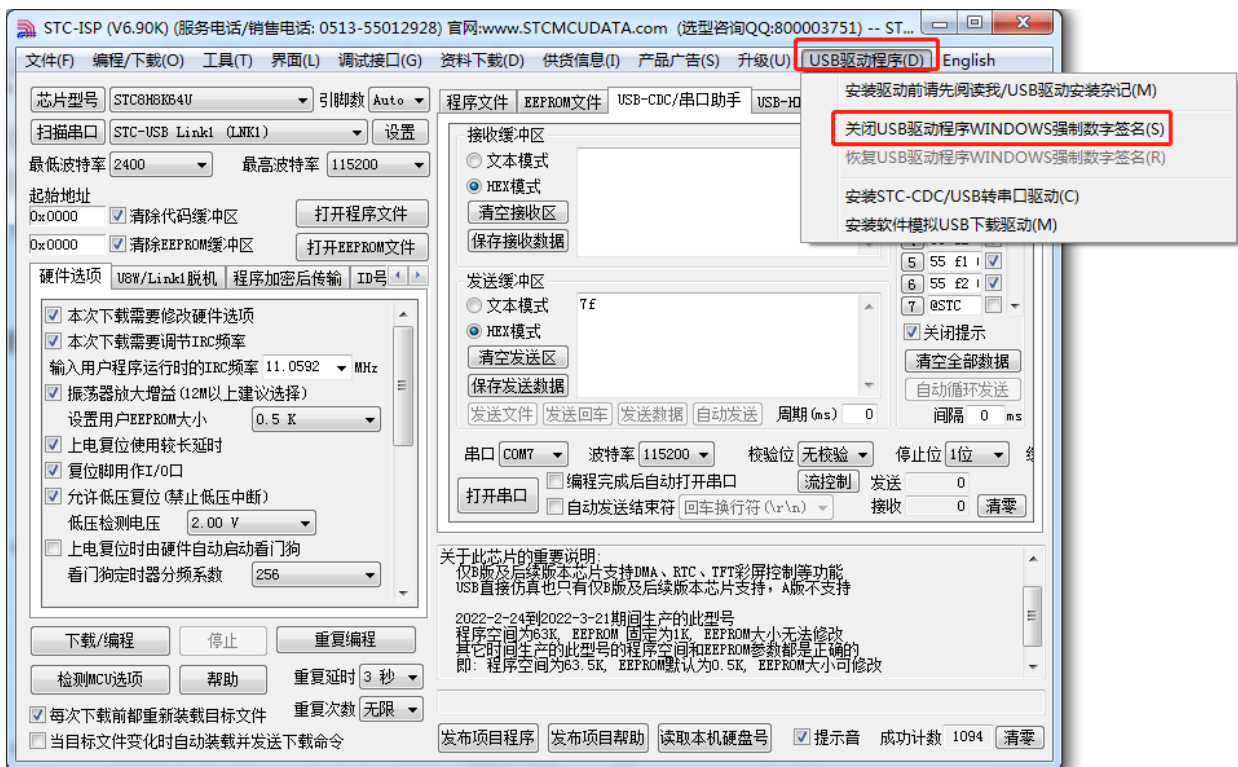 STC-ISP (V6.90K) (服务电话/销售电话: 0513-55012928) 官网:www.STCMCUDATA.com (选型咨询QQ:800003751) -- ST...
文件(F) 编程/下载(O) 工具(T) 界面(L) 调试接口(G) 资料下载(D) 供货信息(I) 产品广告(S) 升级(U) USB驱动程序(D) English
安装驱动前请先阅读我/USB驱动安装杂记(M)
关闭USB驱动程序WINDOWS强制数字签名(S)
恢复USB驱动程序WINDOWS强制数字签名(R)
安装STC-CDC/USB转串口驱动(C)
安装软件模拟USB下载驱动(M)
芯片型号 STC8H8K64U 引脚数 Auto
扫描串口 STC-USB Link1 (LNK1) 设置
最低波特率 2400 最高波特率 115200
起始地址
0x0000 清除代码缓冲区 打开程序文件
0x0000 清除EEPROM缓冲区 打开EEPROM文件
硬件选项 U8W/Link1脱机 程序加密后传输 ID号
本次下载需要修改硬件选项
本次下载需要调节IRC频率
输入用户程序运行时的IRC频率 11.0592 MHz
振荡器放大增益(12M以上建议选择)
设置用户EEPROM大小 0.5 K
上电复位使用较长延时
复位脚用作I/O口
允许低压复位(禁止低压中断)
低压检测电压 2.00 V
上电复位时由硬件自动启动看门狗
看门狗定时器分频系数 256
下载/编程 停止 重复编程
检测MCU选项 帮助 重复延时 3 秒
每次下载前都重新装载目标文件 重复次数 无限
当目标文件变化时自动装载并发送下载命令
程序文件 EEPROM文件 USB-CDC/串口助手
接收缓冲区
文本模式
HEX模式
清空接收区
保存接收数据
5 55 f1
6 55 f2
7 @STC
发送缓冲区
文本模式 7f
HEX模式
清空发送区
保存发送数据
关闭提示
清空全部数据
自动循环发送
发送文件 发送回车 发送数据 自动发送 周期(ms) 0 间隔 0 ms
串口 COM7 波特率 115200 校验位 无校验 停止位 1位
打开串口 编程完成后自动打开串口 流控制 发送 0
自动发送结束符 回车换行符(\r\n) 接收 0 清零
关于此芯片的重要说明:
仅B版及后续版本芯片支持DMA、RTC、TFT彩屏控制等功能
USB直接仿真也只有仅B版及后续版本芯片支持，A版不支持
2022-2-24到2022-3-21期间生产的此型号
程序空间为63K, EEPROM 固定为1K, EEPROM大小无法修改
其它时间生产的此型号的程序空间和EEPROM参数都是正确的
即: 程序空间为63.5K, EEPROM默认为0.5K, EEPROM大小可修改
发布项目程序 发布项目帮助 读取本机硬盘号 提示音 成功计数 1094 清零